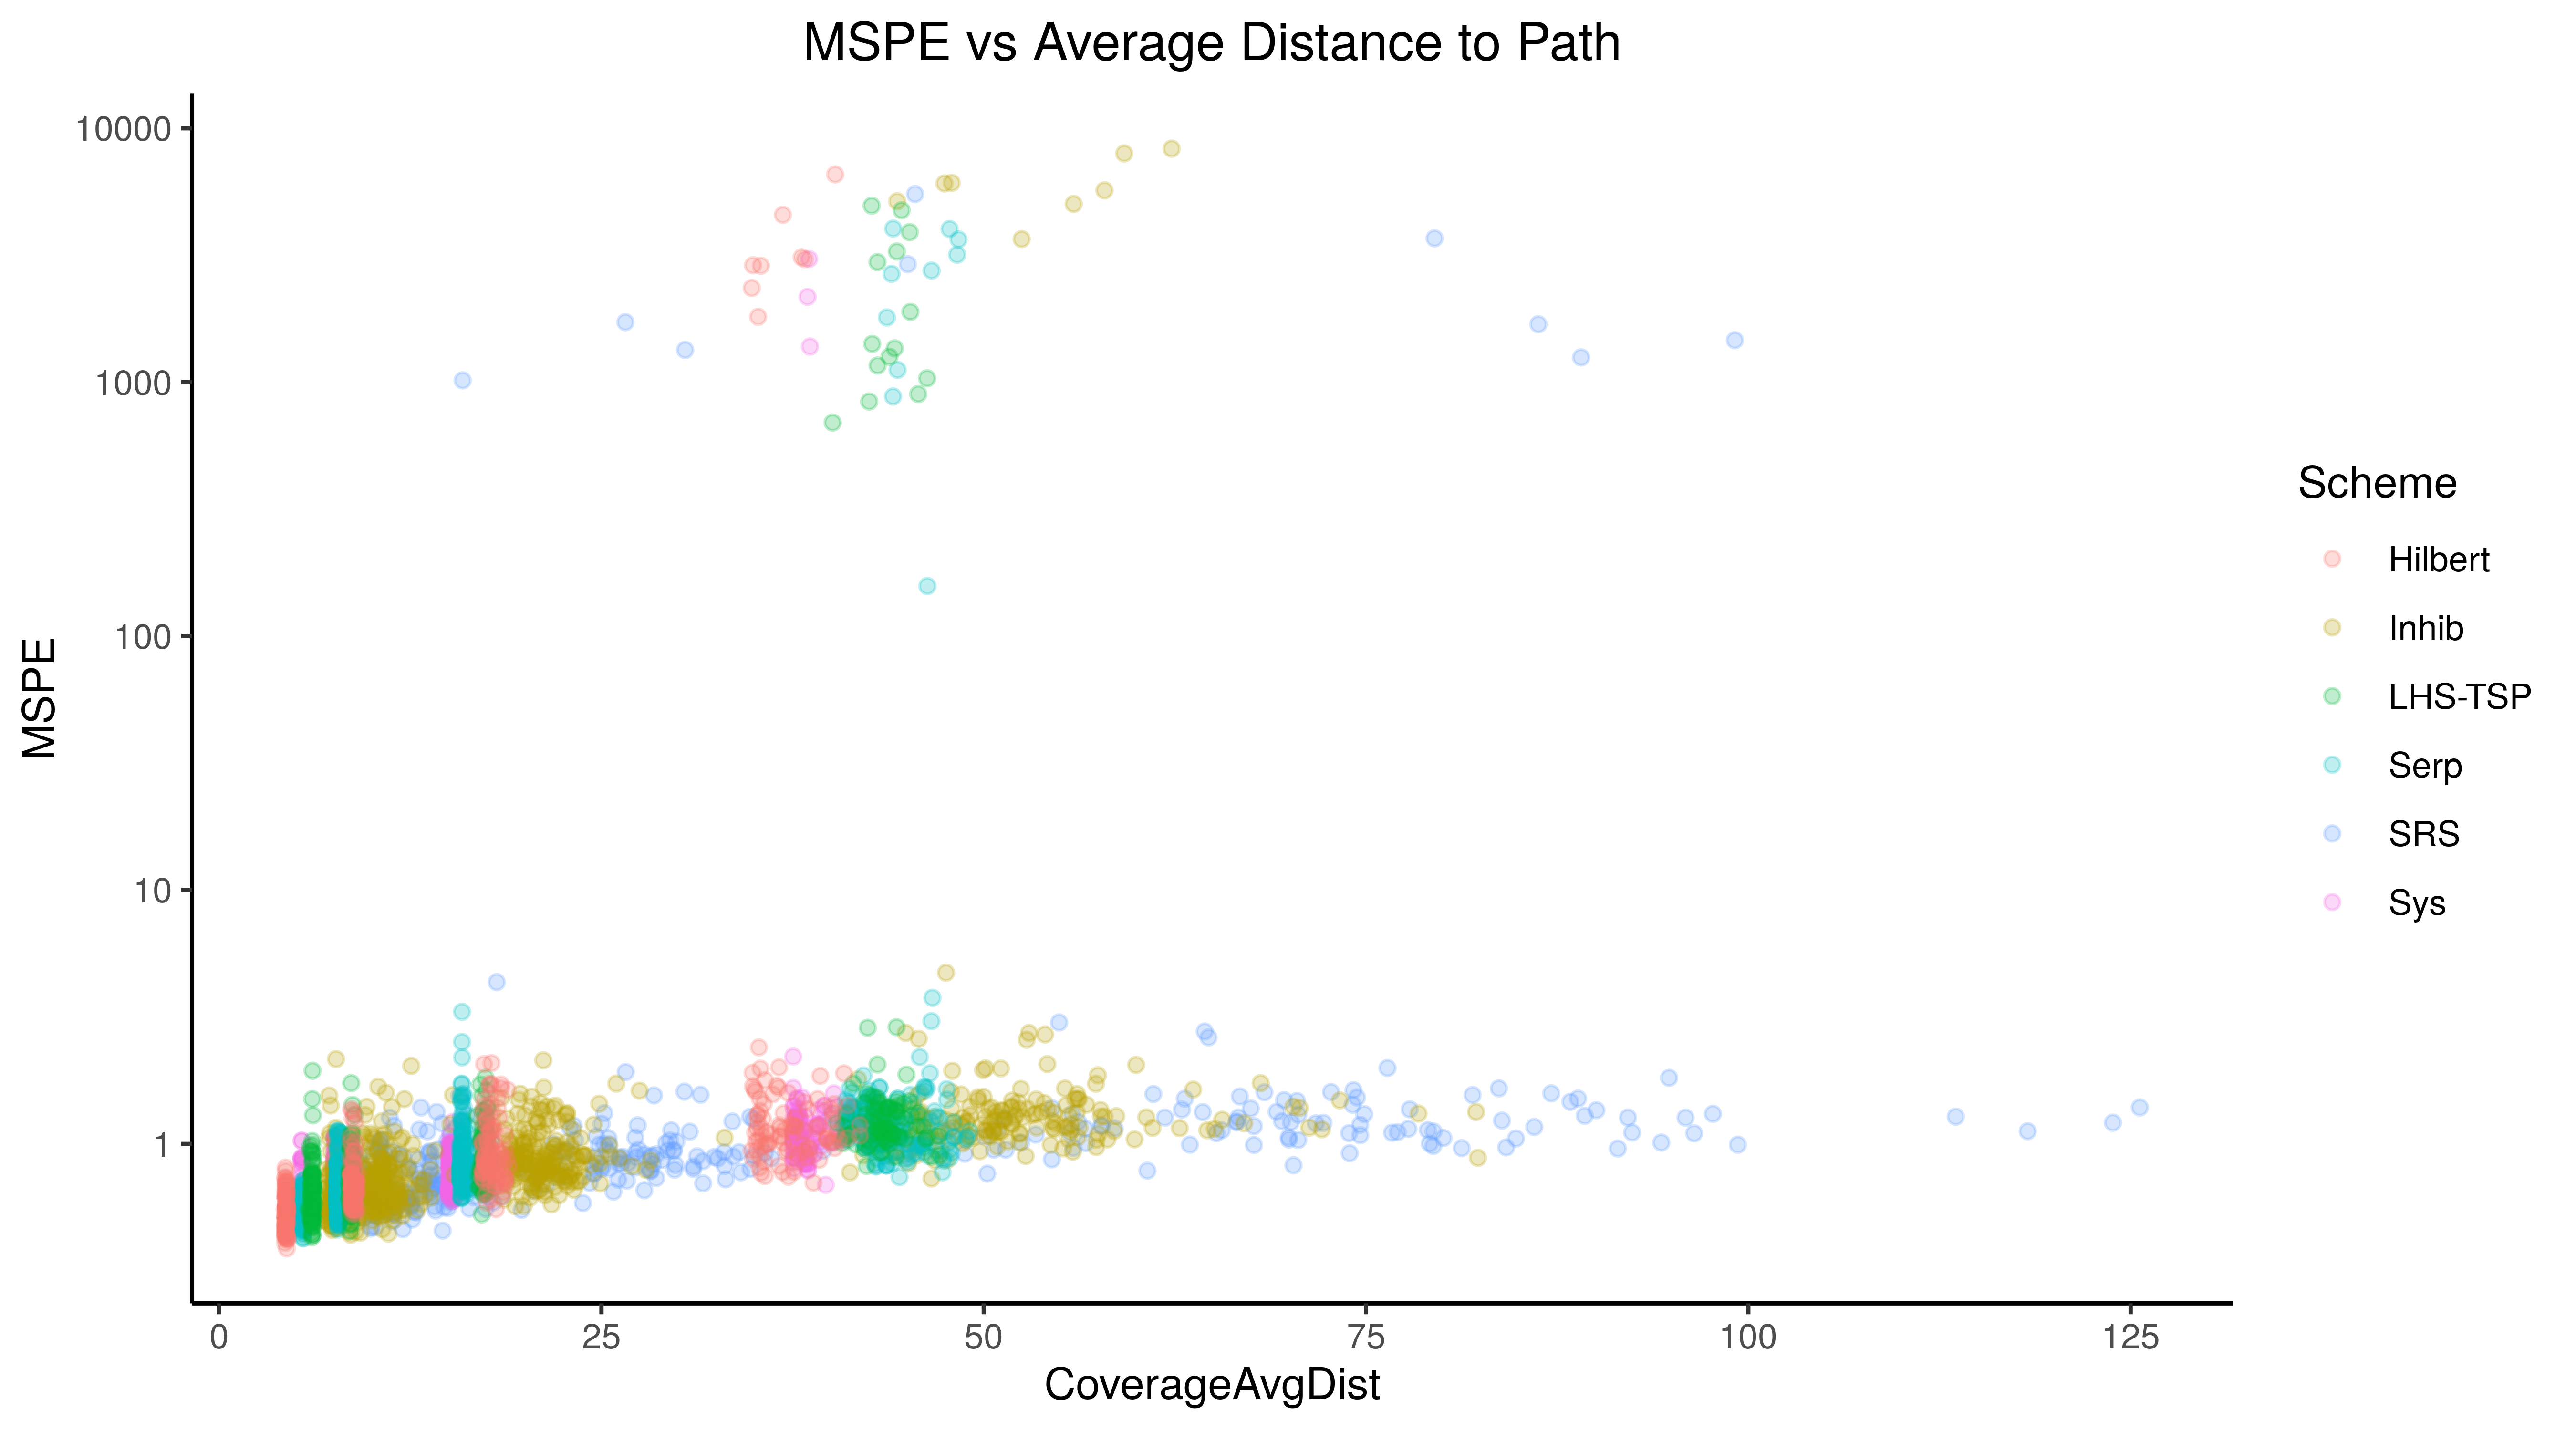 MSPE vs Average Distance to Path
10000
1000
100
10
1
MSPE
0 25 50 75 100 125
CoverageAvgDist
Scheme
Hilbert
Inhib
LHS-TSP
Serp
SRS
Sys